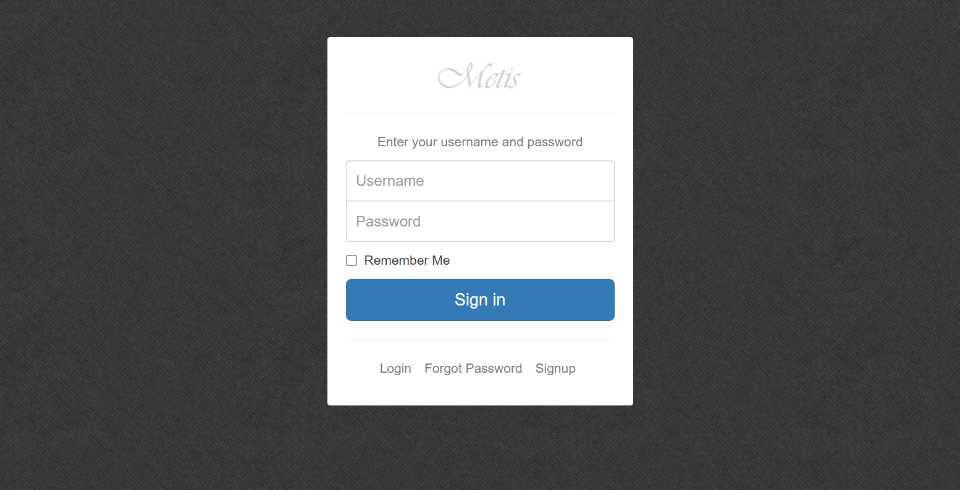 Metis
Enter your username and password
Username
Password
Remember Me
Sign in
Login Forgot Password Signup